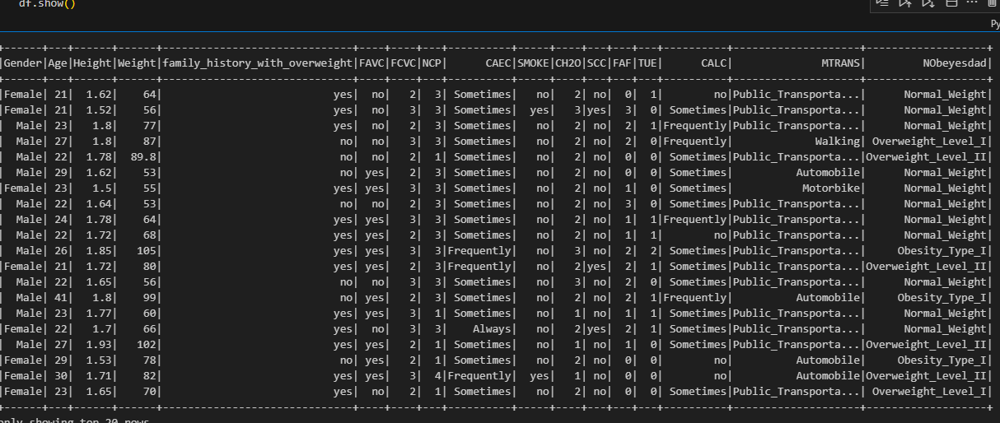 df.show()
Py
+------+---+------+------+------------------------------+----+----+---+----------+-----+----+---+---+---+----------+--------------------+-------------------+
|Gender|Age|Height|Weight|family_history_with_overweight|FAVC|FCVC|NCP|      CAEC|SMOKE|CH2O|SCC|FAF|TUE|      CALC|              MTRANS|         NObeyesdad|
+------+---+------+------+------------------------------+----+----+---+----------+-----+----+---+---+---+----------+--------------------+-------------------+
|Female| 21|  1.62|    64|                           yes|  no|   2|  3| Sometimes|   no|   2| no|  0|  1|        no|Public_Transporta...|      Normal_Weight|
|Female| 21|  1.52|    56|                           yes|  no|   3|  3| Sometimes|  yes|   3|yes|  3|  0| Sometimes|Public_Transporta...|      Normal_Weight|
|  Male| 23|   1.8|    77|                           yes|  no|   2|  3| Sometimes|   no|   2| no|  2|  1|Frequently|Public_Transporta...|      Normal_Weight|
|  Male| 27|   1.8|    87|                            no|  no|   3|  3| Sometimes|   no|   2| no|  2|  0|Frequently|             Walking| Overweight_Level_I|
|  Male| 22|  1.78|  89.8|                            no|  no|   2|  1| Sometimes|   no|   2| no|  0|  0| Sometimes|Public_Transporta...|Overweight_Level_II|
|  Male| 29|  1.62|    53|                            no| yes|   2|  3| Sometimes|   no|   2| no|  0|  0| Sometimes|          Automobile|      Normal_Weight|
|Female| 23|   1.5|    55|                           yes| yes|   3|  3| Sometimes|   no|   2| no|  1|  0| Sometimes|           Motorbike|      Normal_Weight|
|  Male| 22|  1.64|    53|                            no|  no|   2|  3| Sometimes|   no|   2| no|  3|  0| Sometimes|Public_Transporta...|      Normal_Weight|
|  Male| 24|  1.78|    64|                           yes| yes|   3|  3| Sometimes|   no|   2| no|  1|  1|Frequently|Public_Transporta...|      Normal_Weight|
|  Male| 22|  1.72|    68|                           yes| yes|   2|  3| Sometimes|   no|   2| no|  1|  1|        no|Public_Transporta...|      Normal_Weight|
|  Male| 26|  1.85|   105|                           yes| yes|   3|  3|Frequently|   no|   3| no|  2|  2| Sometimes|Public_Transporta...|     Obesity_Type_I|
|Female| 21|  1.72|    80|                           yes| yes|   2|  3|Frequently|   no|   2|yes|  2|  1| Sometimes|Public_Transporta...|Overweight_Level_II|
|  Male| 22|  1.65|    56|                            no|  no|   3|  3| Sometimes|   no|   3| no|  2|  0| Sometimes|Public_Transporta...|      Normal_Weight|
|  Male| 41|   1.8|    99|                            no| yes|   2|  3| Sometimes|   no|   2| no|  2|  1|Frequently|          Automobile|     Obesity_Type_I|
|  Male| 23|  1.77|    60|                           yes| yes|   3|  1| Sometimes|   no|   1| no|  1|  1| Sometimes|Public_Transporta...|      Normal_Weight|
|Female| 22|   1.7|    66|                           yes|  no|   3|  3|    Always|   no|   2|yes|  2|  1| Sometimes|Public_Transporta...|      Normal_Weight|
|  Male| 27|  1.93|   102|                           yes| yes|   2|  1| Sometimes|   no|   1| no|  1|  0| Sometimes|Public_Transporta...|Overweight_Level_II|
|Female| 29|  1.53|    78|                            no| yes|   2|  1| Sometimes|   no|   2| no|  0|  0|        no|          Automobile|     Obesity_Type_I|
|Female| 30|  1.71|    82|                           yes| yes|   3|  4|Frequently|  yes|   1| no|  0|  0|        no|          Automobile|Overweight_Level_II|
|Female| 23|  1.65|    70|                           yes|  no|   2|  1| Sometimes|   no|   2| no|  0|  0| Sometimes|Public_Transporta...| Overweight_Level_I|
+------+---+------+------+------------------------------+----+----+---+----------+-----+----+---+---+---+----------+--------------------+-------------------+
only showing top 20 rows